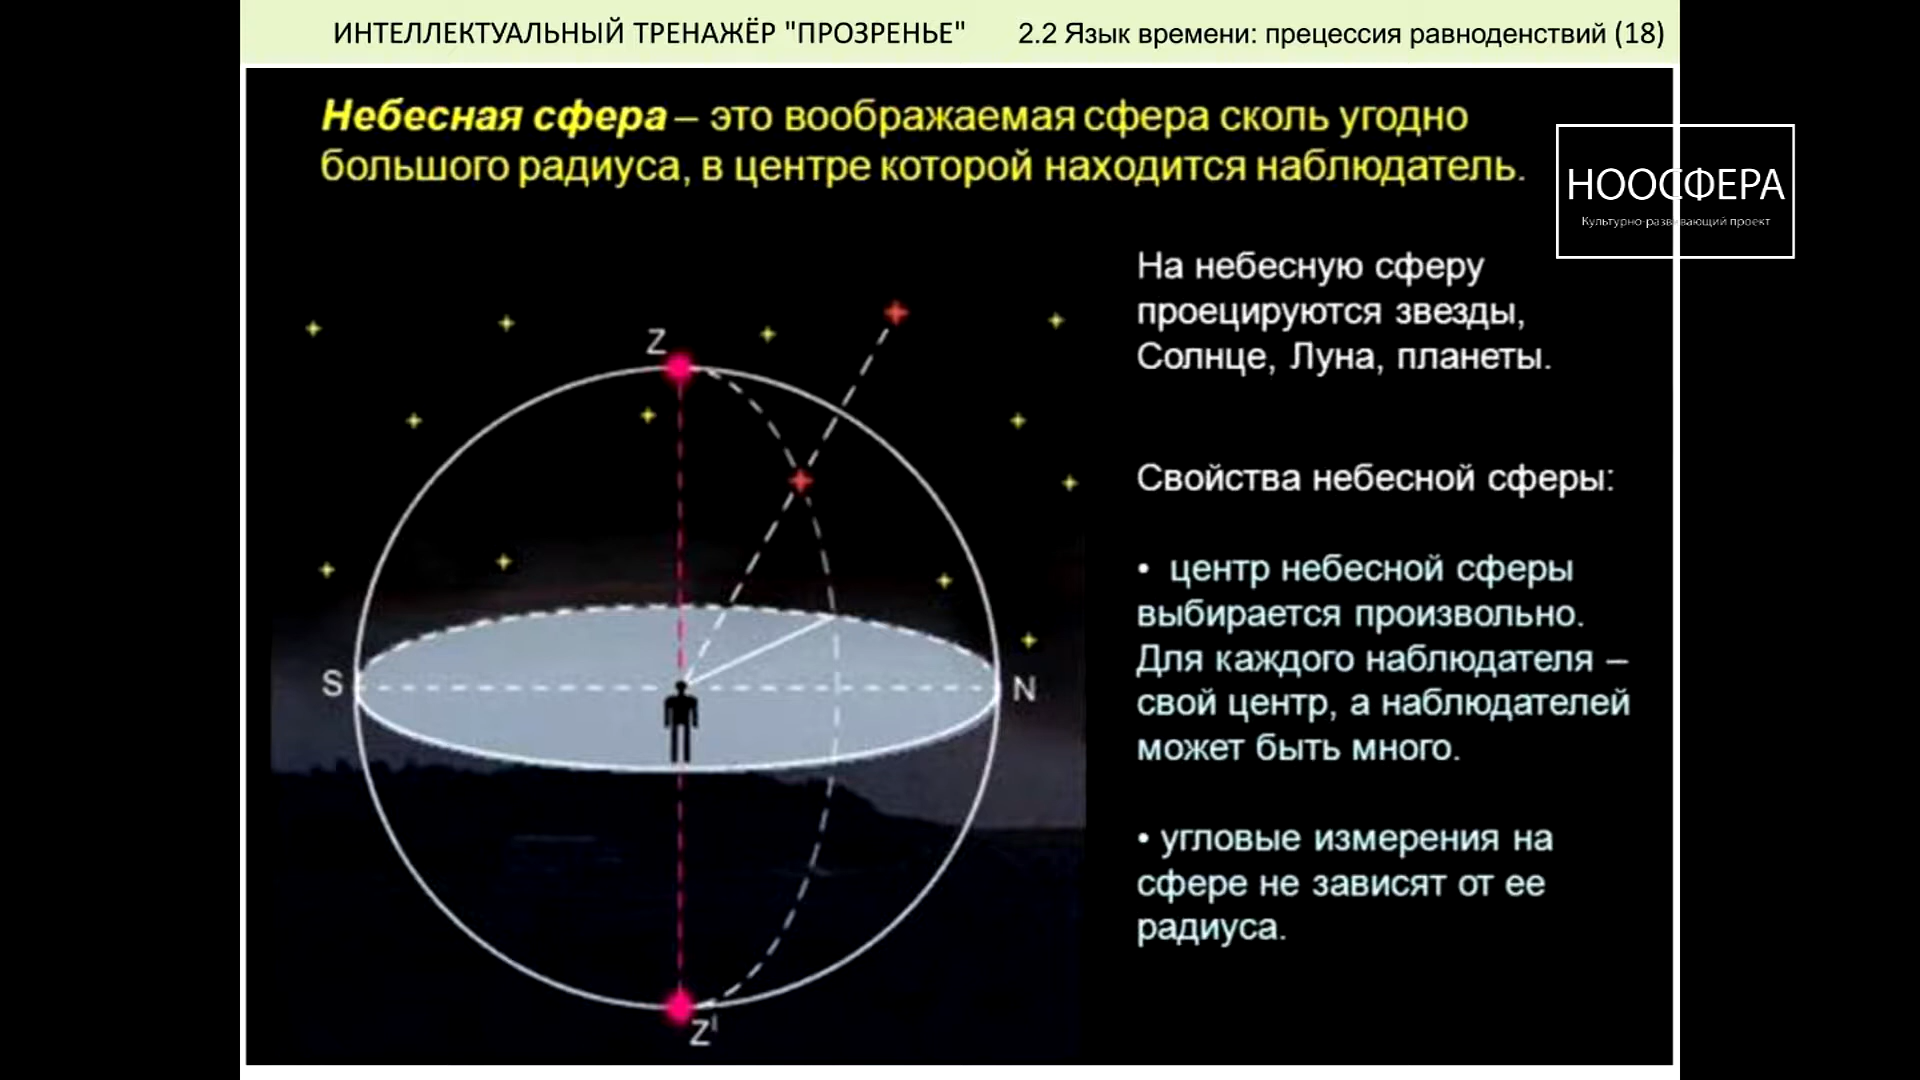 ИНТЕЛЛЕКТУАЛЬНЫЙ ТРЕНАЖЁР "ПРОЗРЕНЬЕ" 2.2 Язык времени: прецессия равноденствий (18)
Небесная сфера – это воображаемая сфера сколь угодно
большого радиуса, в центре которой находится наблюдатель.
НООСФЕРА
Культурно-развивающий проект
На небесную сферу
проецируются звезды,
Солнце, Луна, планеты.
Свойства небесной сферы:
• центр небесной сферы
выбирается произвольно.
Для каждого наблюдателя –
свой центр, а наблюдателей
может быть много.
• угловые измерения на
сфере не зависят от ее
радиуса.
Z
S
N
Z'